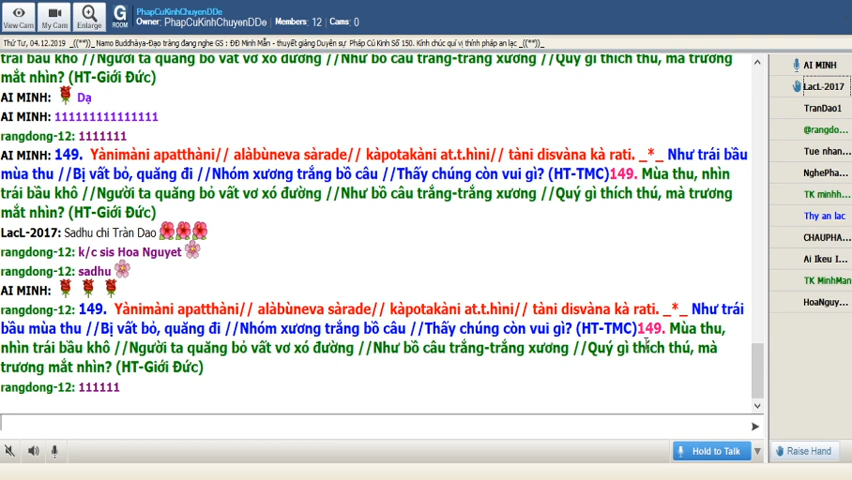 View Cam
My Cam
Enlarge
G
ROOM
PhapCuKinhChuyenDDe
Owner: PhapCuKinhChuyenDDe Members: 12 Cams: 0
Thứ Tư, 04.12.2019 _((**))_ Namo Buddhàya-Đạo tràng đang nghe GS : ĐĐ Minh Mẫn - thuyết giảng Duyên sự Pháp Cú Kinh Số 150. Kính chúc quí vị thính pháp an lạc _((**))_
trái bầu khô //Người ta quăng bỏ vất vơ xó đường //Như bồ câu trắng-trắng xương //Quý gì thích thú, mà trương
mắt nhìn? (HT-Giới Đức)
AI MINH: Dạ
AI MINH: 111111111111111
rangdong-12: 1111111
AI MINH: 149. Yànimàni apatthàni// alàbùneva sàrade// kàpotakàni at.t.hìni// tàni disvàna kà rati. _*_ Như trái bầu
mùa thu //Bị vất bỏ, quăng đi //Nhóm xương trắng bồ câu //Thấy chúng còn vui gì? (HT-TMC)149. Mùa thu, nhìn
trái bầu khô //Người ta quăng bỏ vất vơ xó đường //Như bồ câu trắng-trắng xương //Quý gì thích thú, mà trương
mắt nhìn? (HT-Giới Đức)
LacL-2017: Sadhu chi Tràn Dao
rangdong-12: k/c sis Hoa Nguyet
rangdong-12: sadhu
AI MINH:
rangdong-12: 149. Yànimàni apatthàni// alàbùneva sàrade// kàpotakàni at.t.hìni// tàni disvàna kà rati. _*_ Như trái
bầu mùa thu //Bị vất bỏ, quăng đi //Nhóm xương trắng bồ câu //Thấy chúng còn vui gì? (HT-TMC)149. Mùa thu,
nhìn trái bầu khô //Người ta quăng bỏ vất vơ xó đường //Như bồ câu trắng-trắng xương //Quý gì thích thú, mà
trương mắt nhìn? (HT-Giới Đức)
rangdong-12: 111111
Hold to Talk
AI MINH
LacL-2017
TranDao1
@rangdo...
Tue nhan...
NghePha...
TK minhh...
Thy an lac
CHAUPHA...
Ai Ikeu I...
TK MinhMan
HoaNguy...
Raise Hand